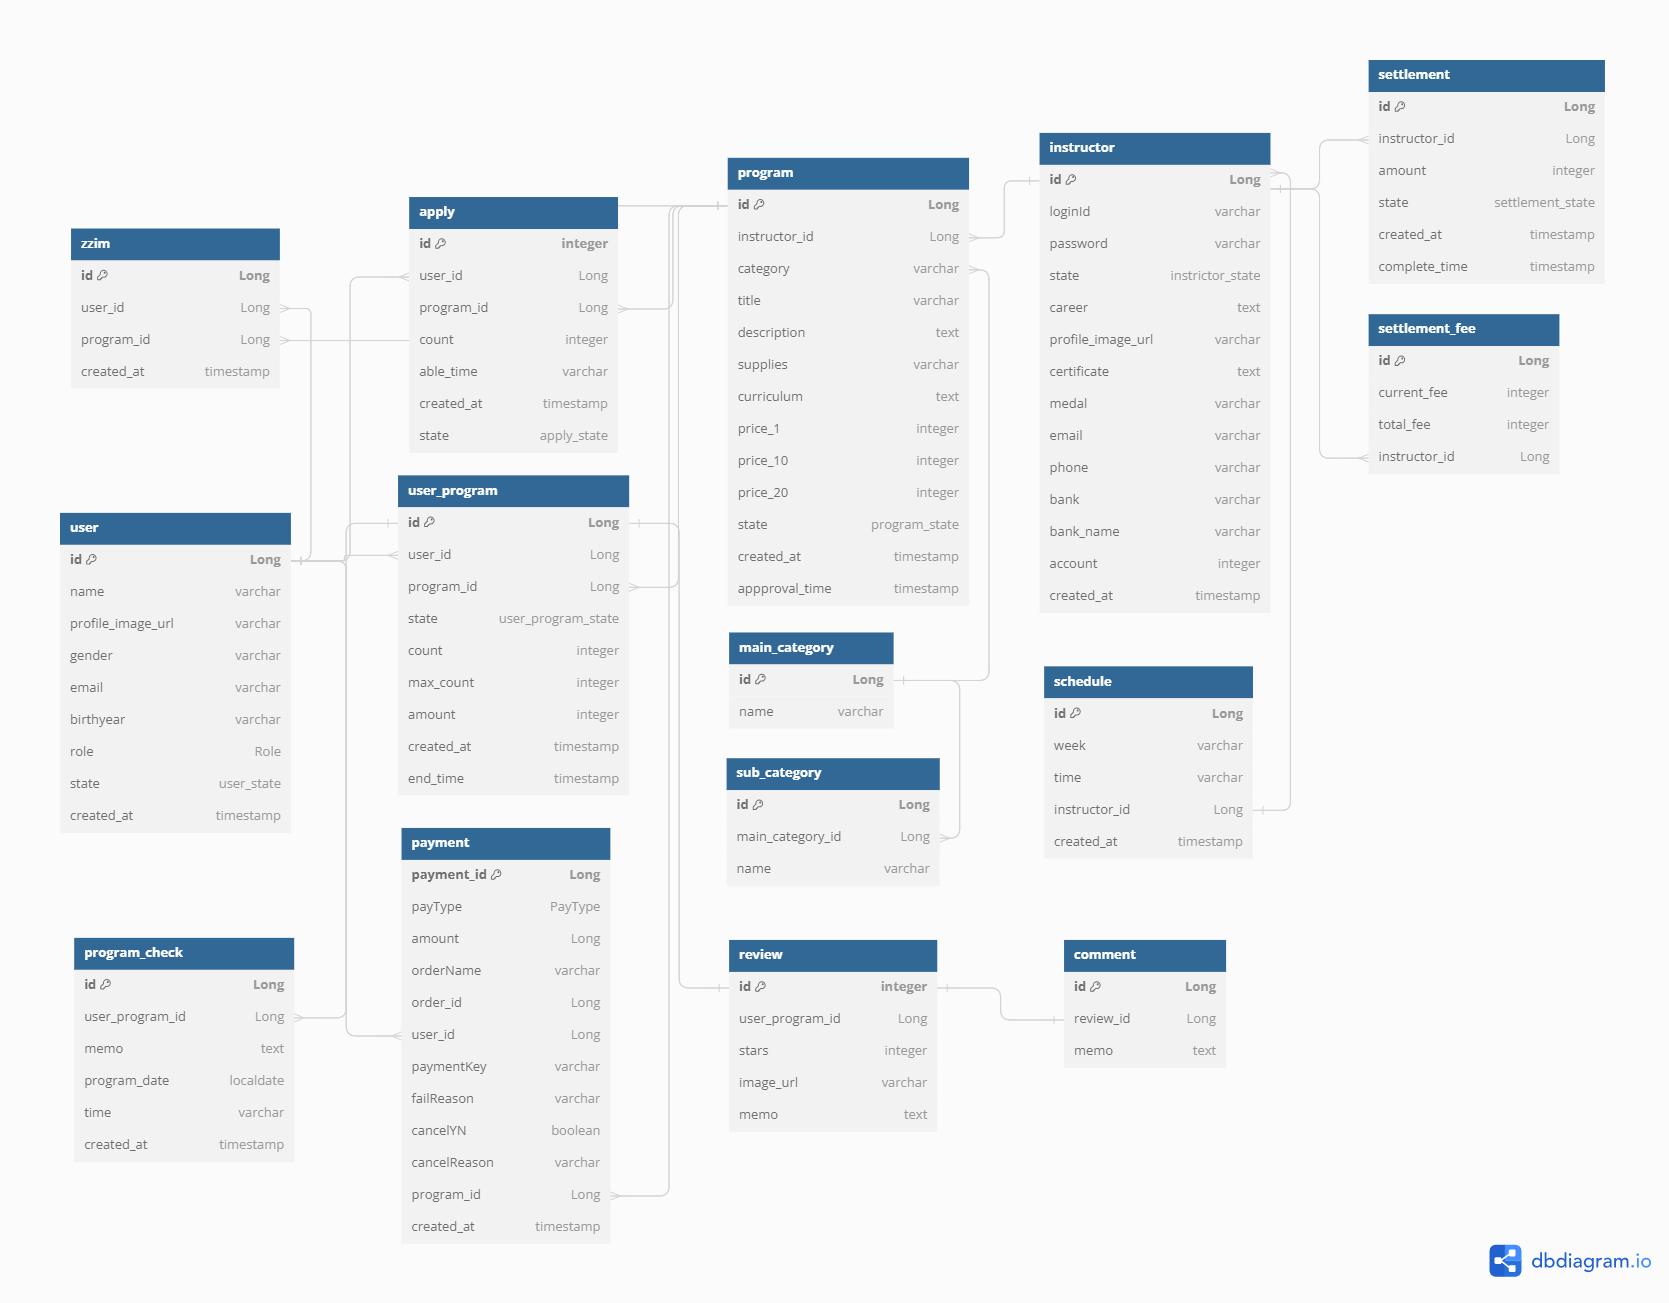 settlement
id Long
instructor_id Long
amount integer
state settlement_state
created_at timestamp
complete_time timestamp
instructor
id Long
loginId varchar
password varchar
state instrictor_state
career text
profile_image_url varchar
certificate text
medal varchar
email varchar
phone varchar
bank varchar
bank_name varchar
account integer
created_at timestamp
program
id Long
instructor_id Long
category varchar
title varchar
description text
supplies varchar
curriculum text
price_1 integer
price_10 integer
price_20 integer
state program_state
created_at timestamp
appproval_time timestamp
apply
id integer
user_id Long
program_id Long
count integer
able_time varchar
created_at timestamp
state apply_state
zzim
id Long
user_id Long
program_id Long
created_at timestamp
settlement_fee
id Long
current_fee integer
total_fee integer
instructor_id Long
user_program
id Long
user_id Long
program_id Long
state user_program_state
count integer
max_count integer
amount integer
created_at timestamp
end_time timestamp
user
id Long
name varchar
profile_image_url varchar
gender varchar
email varchar
birthyear varchar
role Role
state user_state
created_at timestamp
main_category
id Long
name varchar
schedule
id Long
week varchar
time varchar
instructor_id Long
created_at timestamp
sub_category
id Long
main_category_id Long
name varchar
payment
payment_id Long
payType PayType
amount Long
orderName varchar
order_id Long
user_id Long
paymentKey varchar
failReason varchar
cancelYN boolean
cancelReason varchar
program_id Long
created_at timestamp
program_check
id Long
user_program_id Long
memo text
program_date localdate
time varchar
created_at timestamp
review
id integer
user_program_id Long
stars integer
image_url varchar
memo text
comment
id Long
review_id Long
memo text
dbdiagram.io